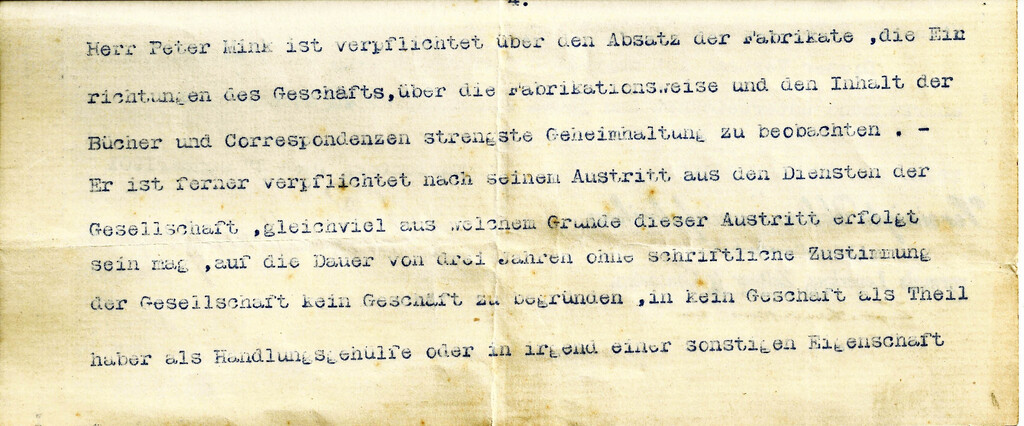 4.
Herr Peter Mink ist verpflichtet über den Absatz der Fabrikate ,die Ein
richtungen des Geschäfts,über die Fabrikationsweise und den Inhalt der
Bücher und Correspondenzen strengste Geheimhaltung zu beobachten . -
Er ist ferner verpflichtet nach seinem Austritt aus den Diensten der
Gesellschaft ,gleichviel aus welchem Grunde dieser Austritt erfolgt
sein mag ,auf die Dauer von drei Jahren ohne schriftliche Zustimmung
der Gesellschaft kein Geschäft zu begründen ,in kein Geschäft als Theil
haber als Handlungsgehülfe oder in irgend einer sonstigen Eigenschaft